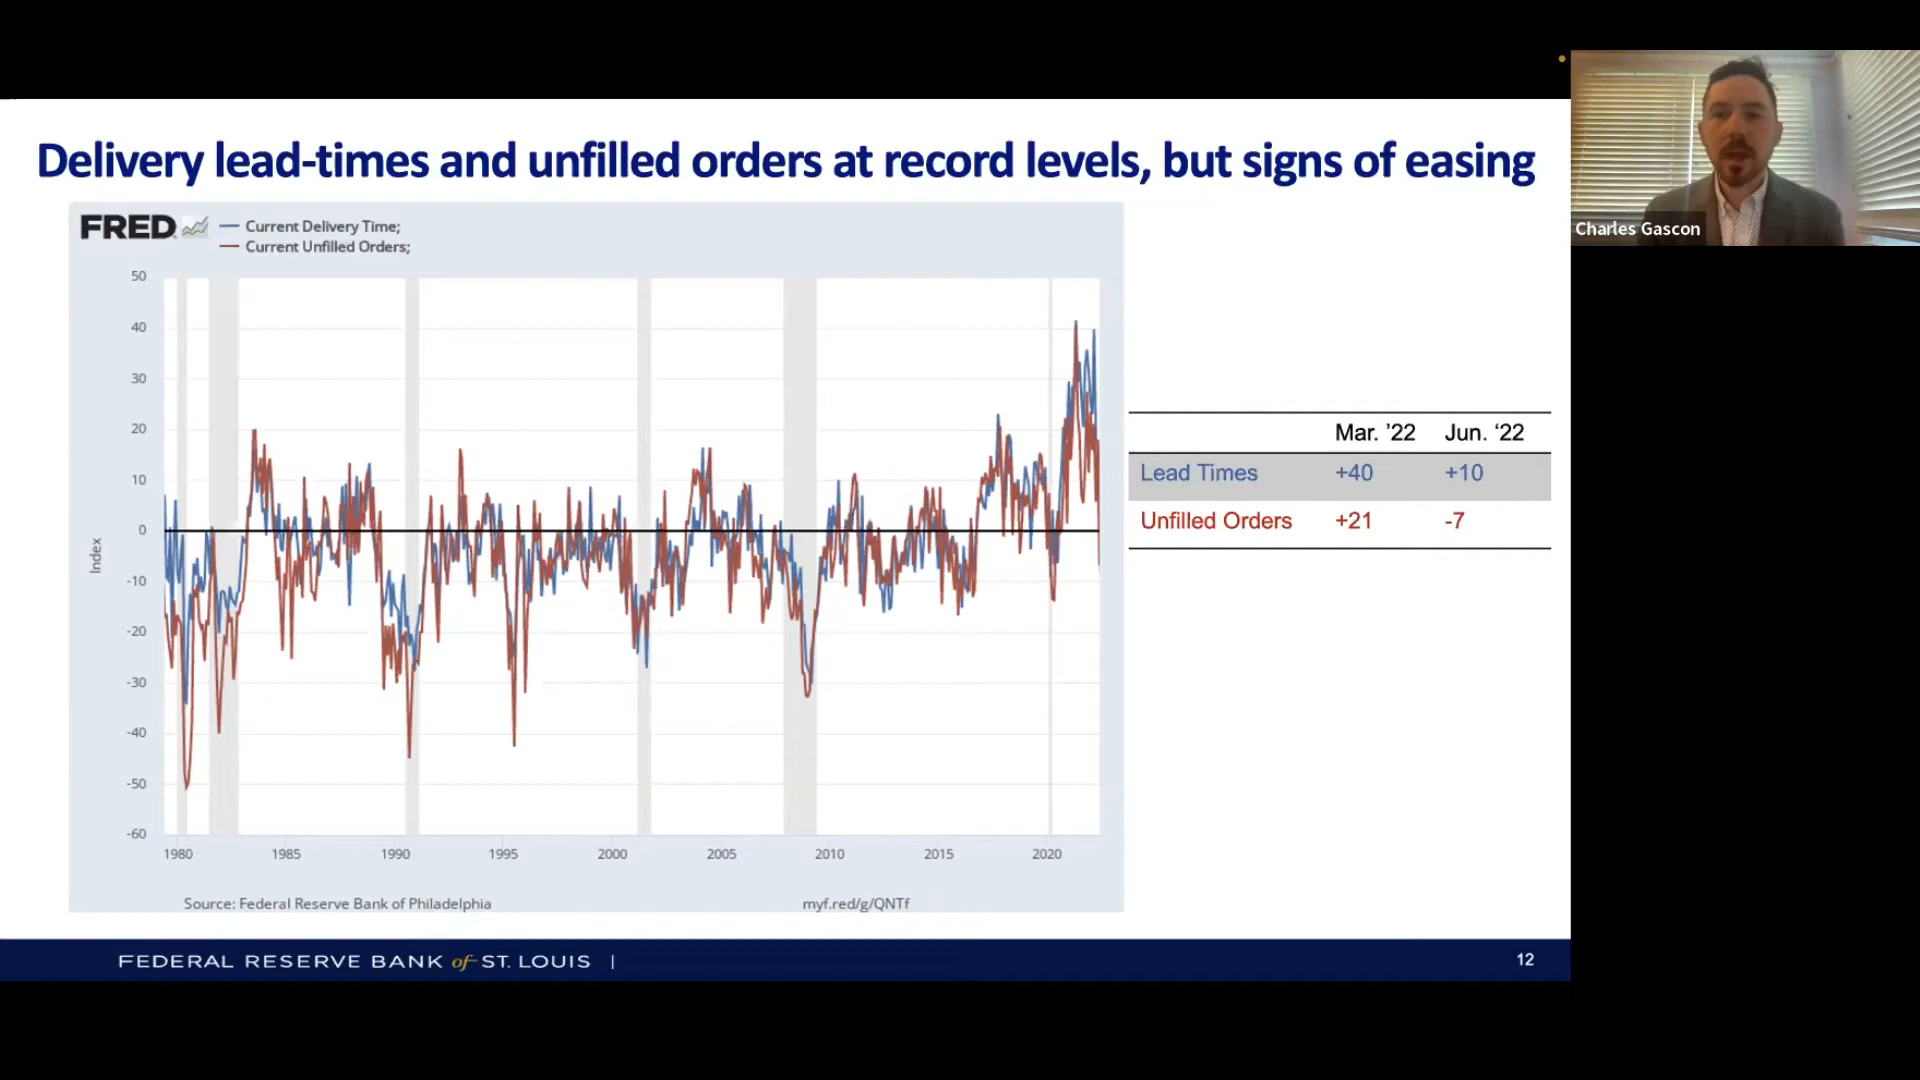 Delivery lead-times and unfilled orders at record levels, but signs of easing
Charles Gascon
FRED
Current Delivery Time;
Current Unfilled Orders;
50
40
30
20
10
0
-10
-20
-30
-40
-50
-60
Index
1980 1985 1990 1995 2000 2005 2010 2015 2020
Source: Federal Reserve Bank of Philadelphia myf.red/g/QNTf
Mar. ’22 Jun. ‘22
Lead Times +40 +10
Unfilled Orders +21 -7
FEDERAL RESERVE BANK of ST. LOUIS | 12